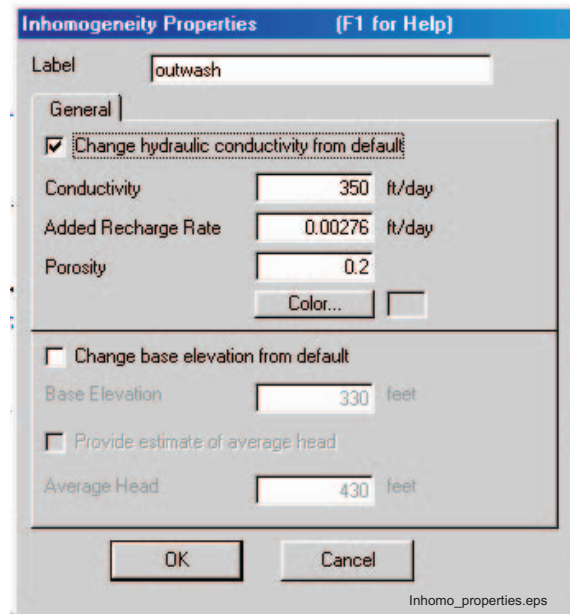 Inhomogeneity Properties (F1 for Help)
Label outwash
General
Change hydraulic conductivity from default
Conductivity 350 ft/day
Added Recharge Rate 0.00276 ft/day
Porosity 0.2
Color...
Change base elevation from default
Base Elevation 330 feet
Provide estimate of average head
Average Head 430 feet
OK Cancel
Inhomo_properties.eps